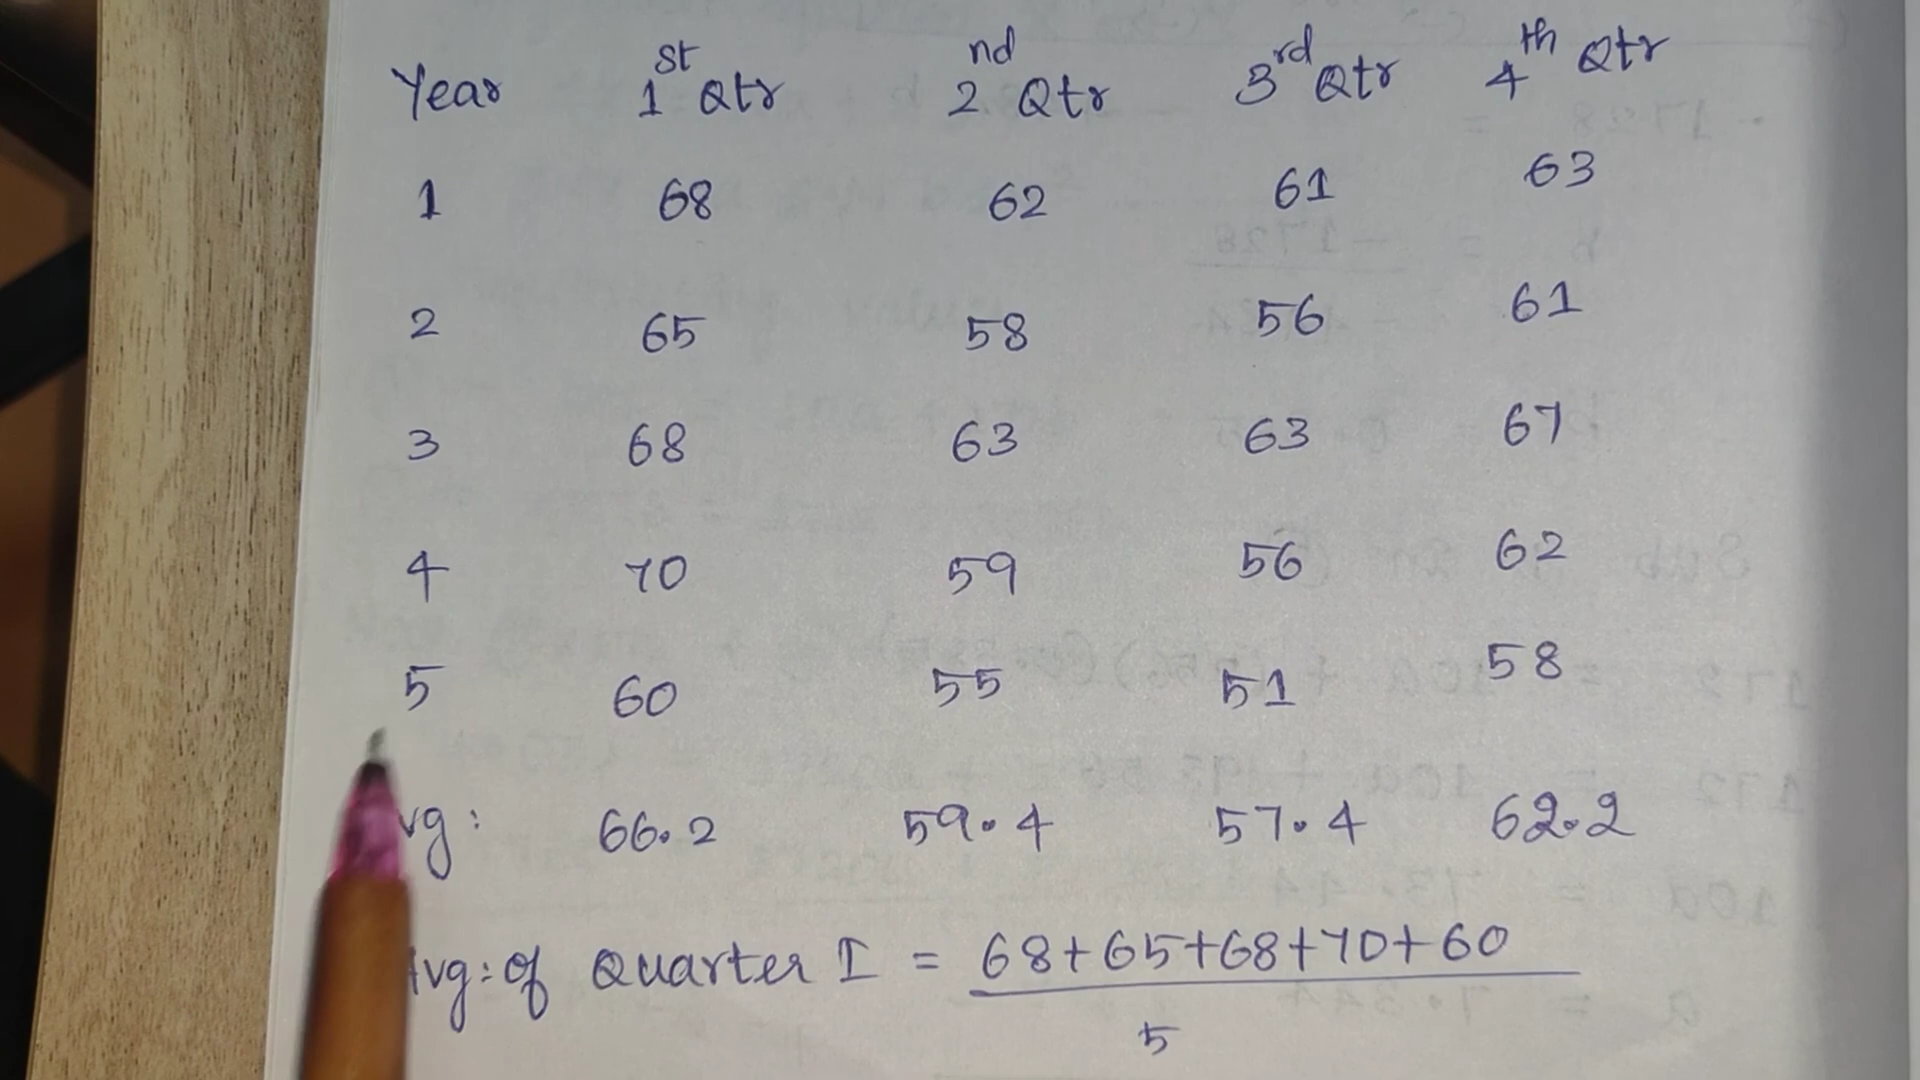 Year 1st Qtr 2nd Qtr 3rd Qtr 4th Qtr
1 68 62 61 63
2 65 58 56 61
3 68 63 63 67
4 70 59 56 62
5 60 55 51 58
vg: 66.2 59.4 57.4 62.2
Avg: of Quarter I = 68+65+68+70+60
5